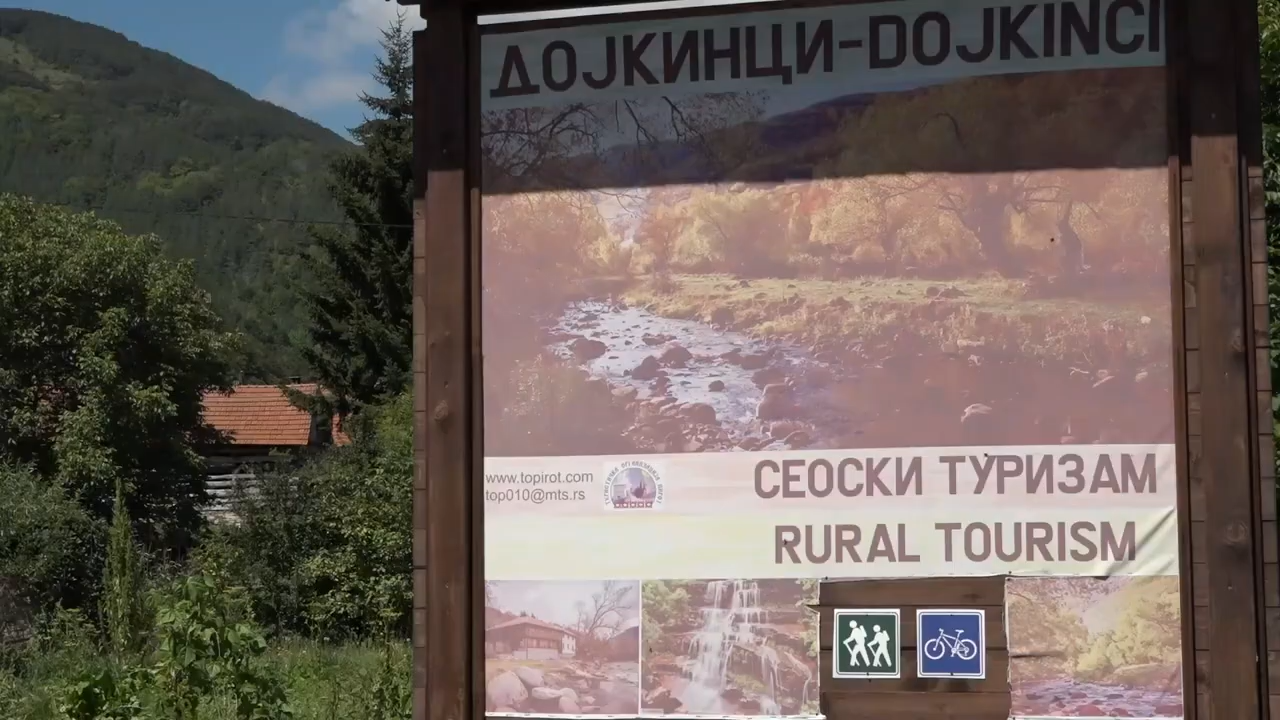 ДОЈКИНЦИ-DOJKINCI
www.topirot.com
top010@mts.rs
СЕОСКИ ТУРИЗАМ
RURAL TOURISM